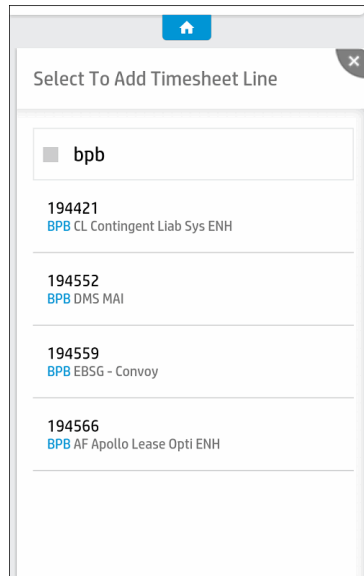 Select To Add Timesheet Line
bpb
194421
BPB CL Contingent Liab Sys ENH
194552
BPB DMS MAI
194559
BPB EBSG - Convoy
194566
BPB AF Apollo Lease Opti ENH